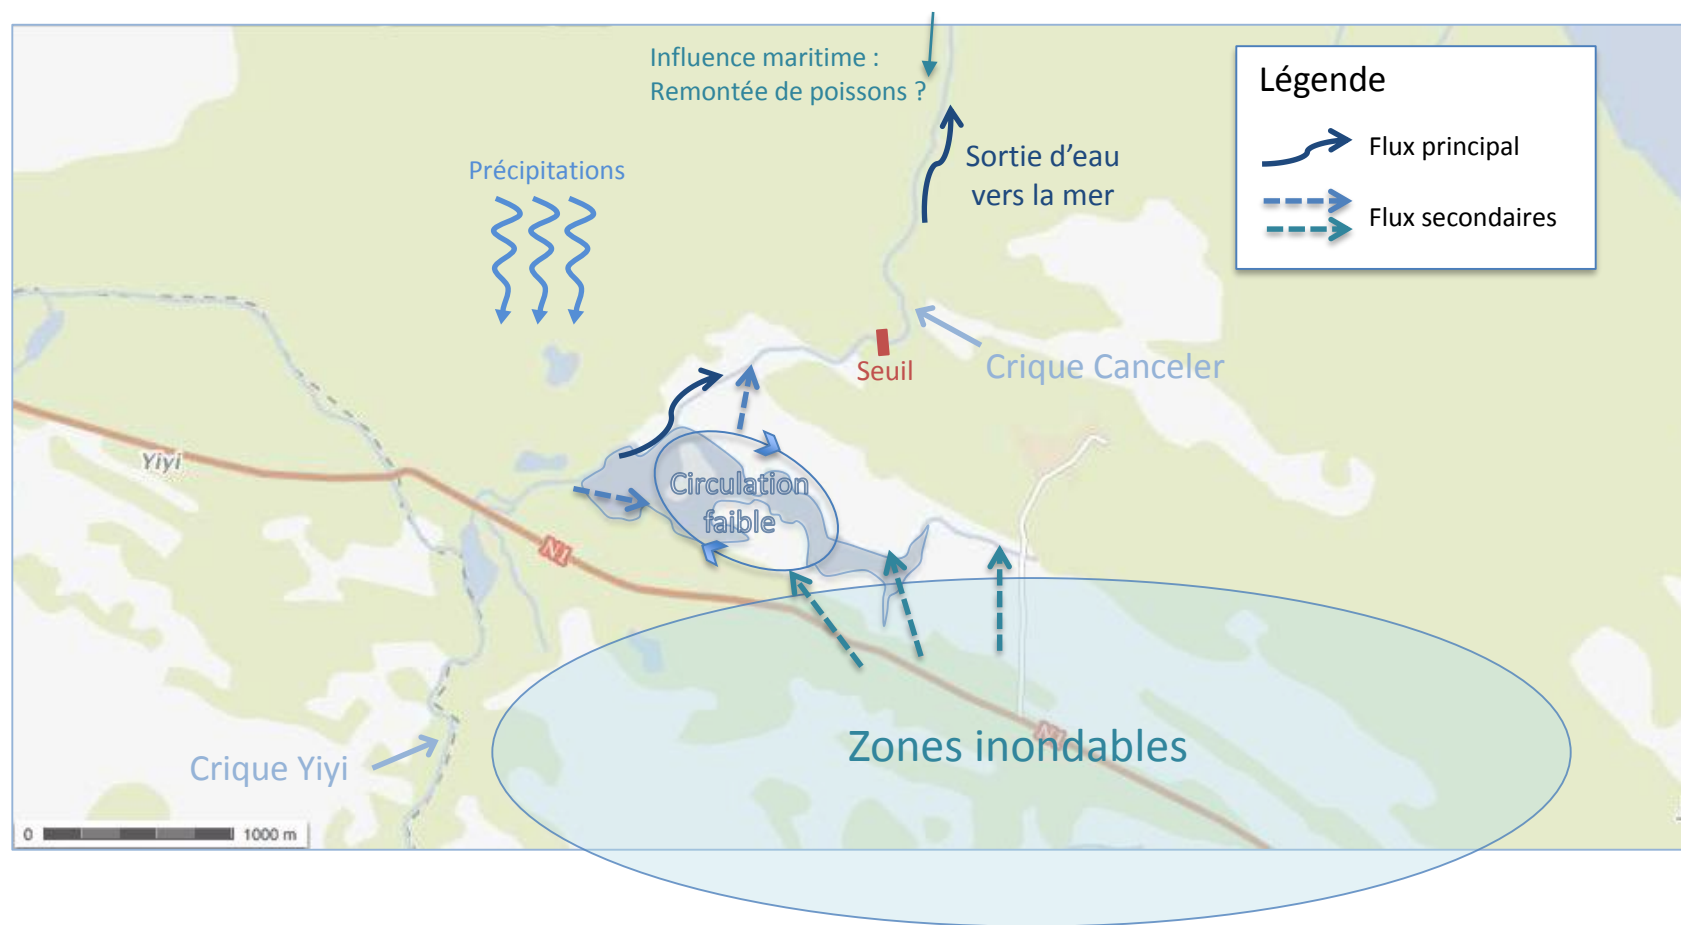 Influence maritime :
Remontée de poissons ?
Légende
Flux principal
Flux secondaires
Sortie d'eau
vers la mer
Précipitations
Seuil
Crique Canceler
Yiyi
Circulation
faible
N1
N1
Zones inondables
Crique Yiyi
0 1000 m